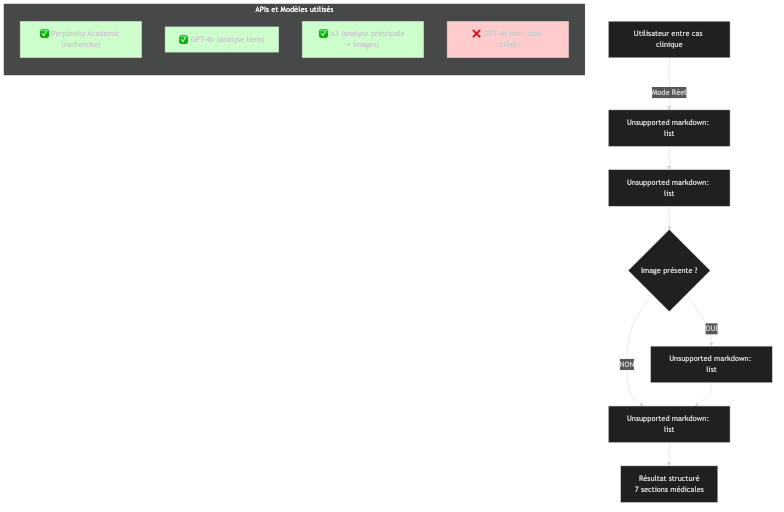 APIs et Modèles utilisés
✅ Perplexity Academic
(recherche)
✅ GPT-4o (analyse liens)
✅ o3 (analyse principale
+ images)
❌ GPT-4o-mini (non
utilisé)
Utilisateur entre cas
clinique
Mode Réel
Unsupported markdown:
list
Unsupported markdown:
list
Image présente ?
OUI
Unsupported markdown:
list
NON
Unsupported markdown:
list
Résultat structuré
7 sections médicales